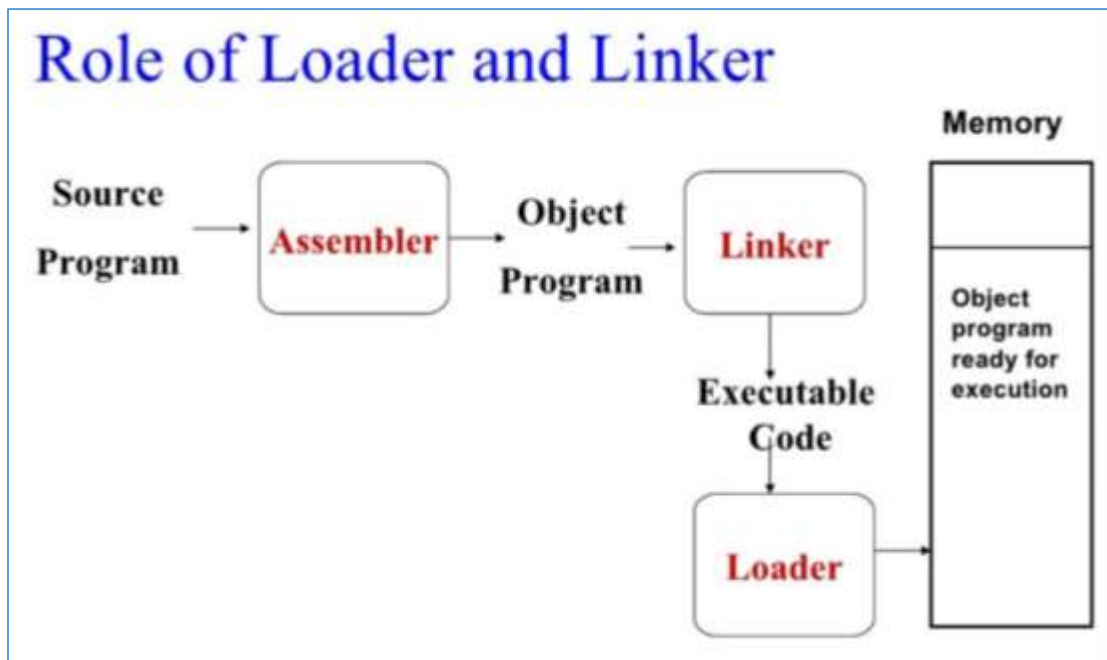 Role of Loader and Linker
Memory
Source
Program
Assembler
Object
Program
Linker
Object
program
ready for
execution
Executable
Code
Loader